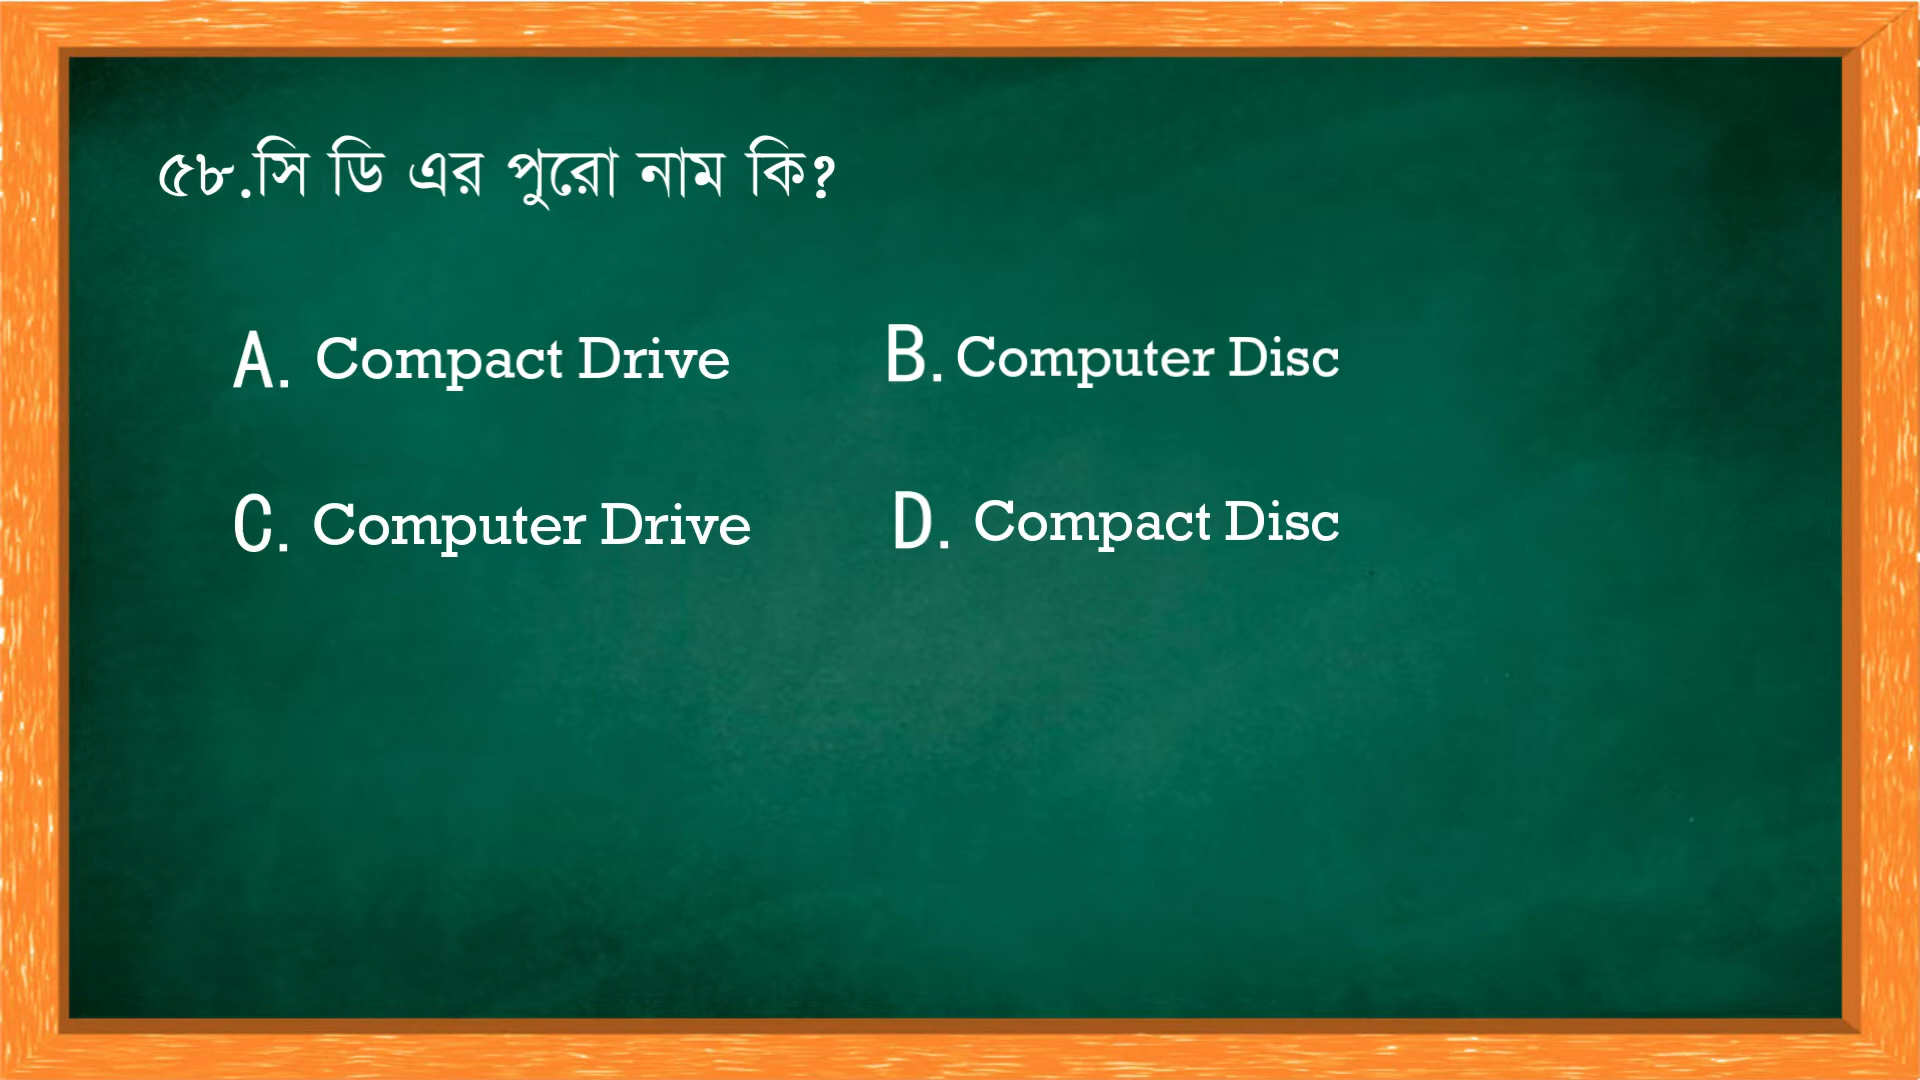 ৫৮.সি ডি এর পুরো নাম কি?
A. Compact Drive B. Computer Disc
C. Computer Drive D. Compact Disc